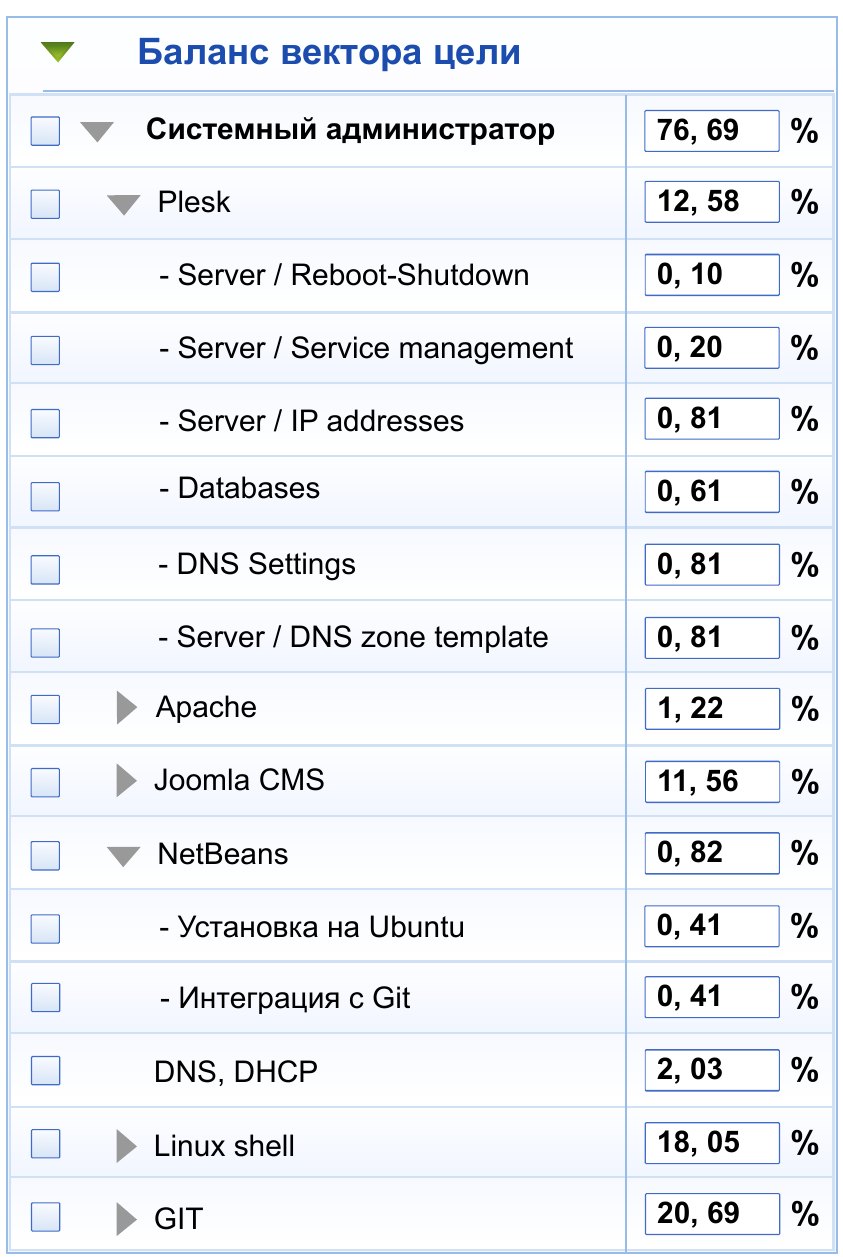 Баланс вектора цели
Системный администратор 76, 69 %
Plesk 12, 58 %
- Server / Reboot-Shutdown 0, 10 %
- Server / Service management 0, 20 %
- Server / IP addresses 0, 81 %
- Databases 0, 61 %
- DNS Settings 0, 81 %
- Server / DNS zone template 0, 81 %
Apache 1, 22 %
Joomla CMS 11, 56 %
NetBeans 0, 82 %
- Установка на Ubuntu 0, 41 %
- Интеграция с Git 0, 41 %
DNS, DHCP 2, 03 %
Linux shell 18, 05 %
GIT 20, 69 %